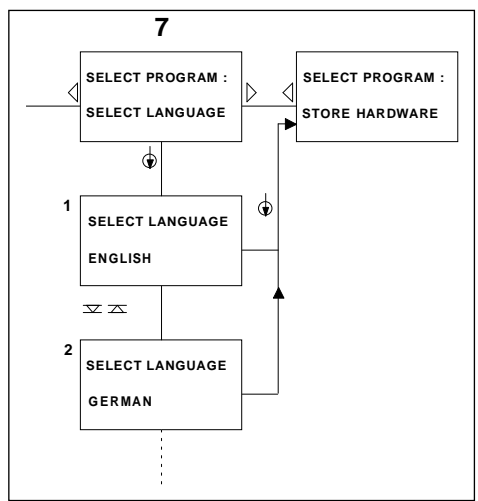 7
SELECT PROGRAM :
SELECT LANGUAGE
SELECT PROGRAM :
STORE HARDWARE
1
SELECT LANGUAGE
ENGLISH
2
SELECT LANGUAGE
GERMAN